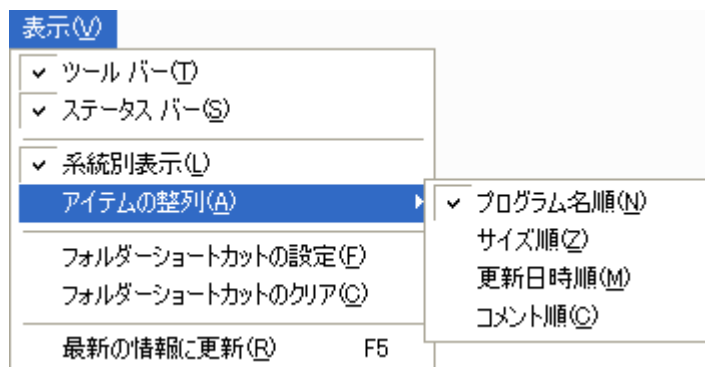 表示(V)
ツール バー(T)
ステータス バー(S)
系統別表示(L)
アイテムの整列(A)
プログラム名順(N)
サイズ順(Z)
更新日時順(M)
コメント順(C)
フォルダーショートカットの設定(F)
フォルダーショートカットのクリア(C)
最新の情報に更新(R) F5